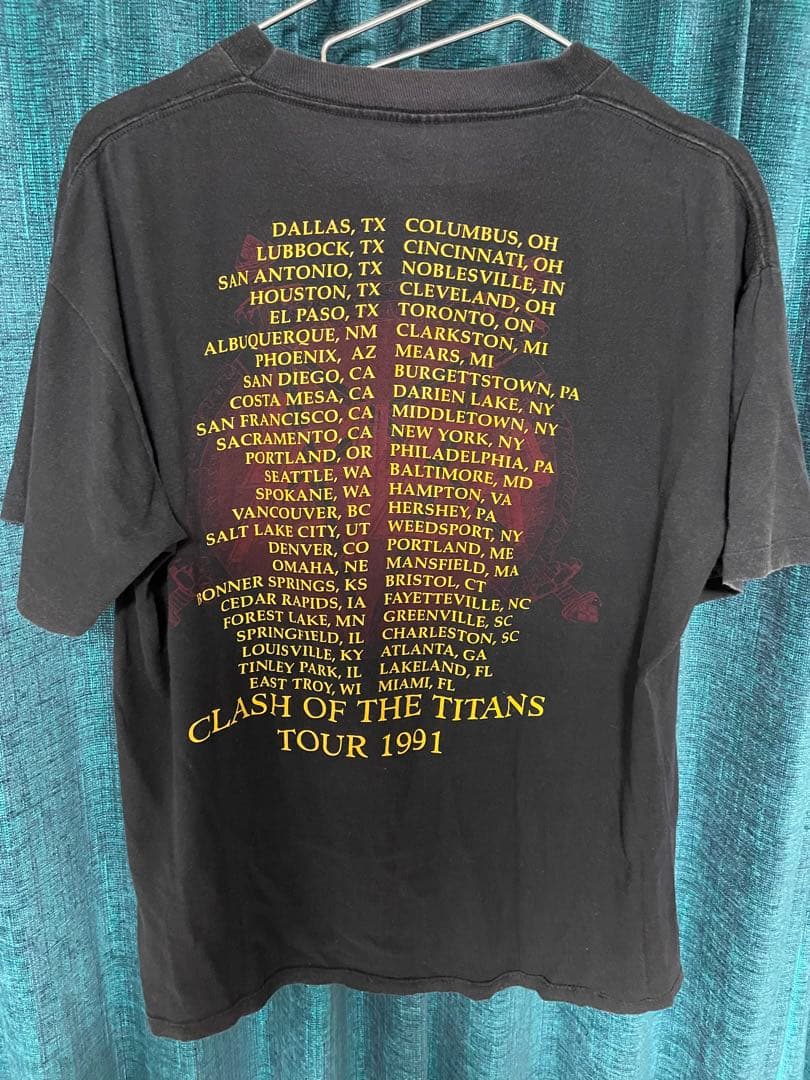 DALLAS, TX COLUMBUS, OH
LUBBOCK, TX CINCINNATI, OH
SAN ANTONIO, TX NOBLESVILLE, IN
HOUSTON, TX CLEVELAND, OH
EL PASO, TX TORONTO, ON
ALBUQUERQUE, NM CLARKSTON, MI
PHOENIX, AZ MEARS, MI
SAN DIEGO, CA BURGETTSTOWN, PA
COSTA MESA, CA DARIEN LAKE, NY
SAN FRANCISCO, CA MIDDLETOWN, NY
SACRAMENTO, CA NEW YORK, NY
PORTLAND, OR PHILADELPHIA, PA
SEATTLE, WA BALTIMORE, MD
SPOKANE, WA HAMPTON, VA
VANCOUVER, BC HERSHEY, PA
SALT LAKE CITY, UT WEEDSPORT, NY
DENVER, CO PORTLAND, ME
OMAHA, NE MANSFIELD, MA
BONNER SPRINGS, KS BRISTOL, CT
CEDAR RAPIDS, IA FAYETTEVILLE, NC
FOREST LAKE, MN GREENVILLE, SC
SPRINGFIELD, IL CHARLESTON, SC
LOUISVILLE, KY ATLANTA, GA
TINLEY PARK, IL LAKELAND, FL
EAST TROY, WI MIAMI, FL
CLASH OF THE TITANS
TOUR 1991